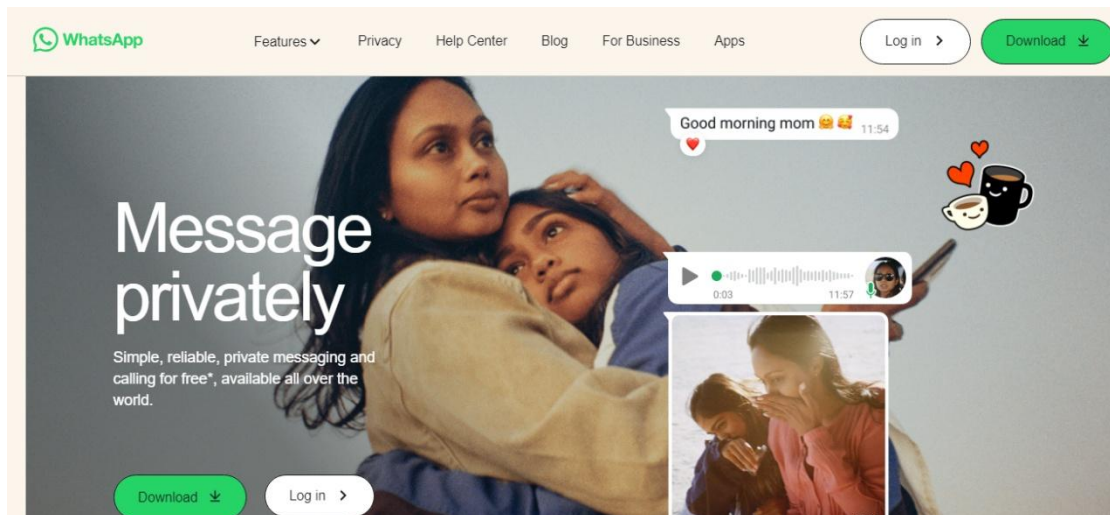 WhatsApp
Features
Privacy
Help Center
Blog
For Business
Apps
Log in
Download
Good morning mom 🤗 🥰 11:54
Message
privately
0:03 11:57
Simple, reliable, private messaging and
calling for free*, available all over the
world.
Download
Log in